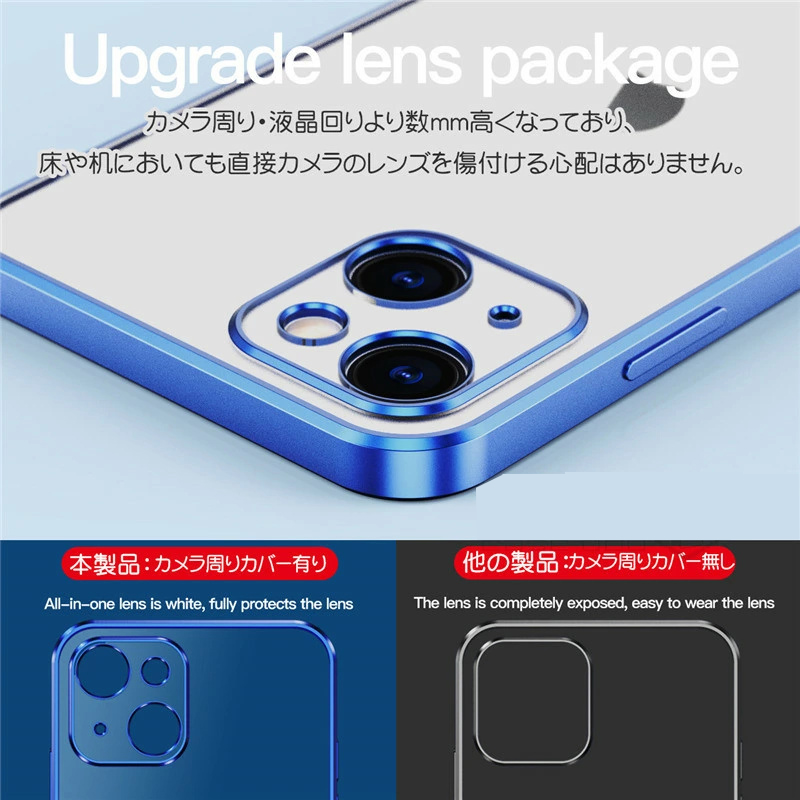 Upgrade lens package
カメラ周り・液晶回りより数mm高くなっており、
床や机においても直接カメラのレンズを傷付ける心配はありません。
本製品：カメラ周りカバー有り
All-in-one lens is white, fully protects the lens
他の製品：カメラ周りカバー無し
The lens is completely exposed, easy to wear the lens